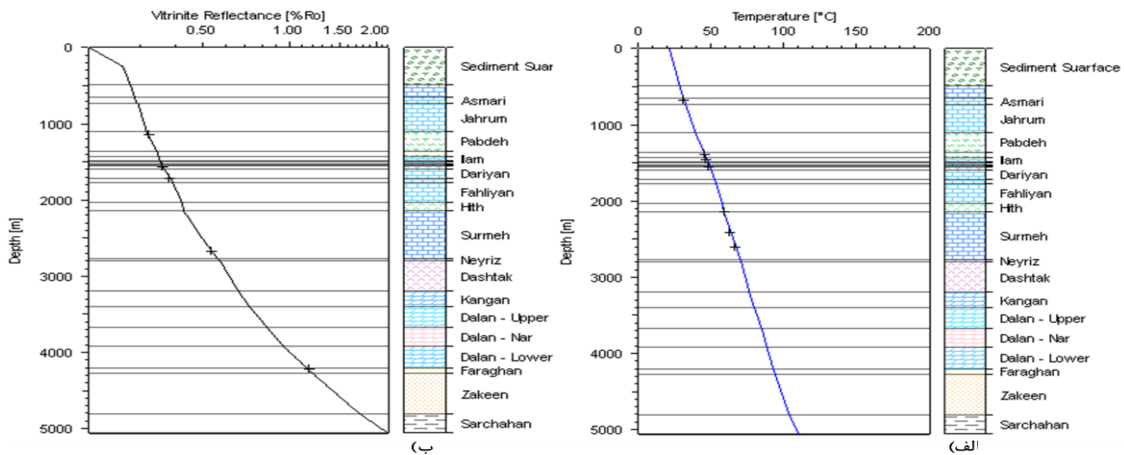 Vitrinite Reflectance [%Ro]
0.50 1.00 1.50 2.00
0
1000
2000
3000
4000
5000
Depth [m]
Sediment Suar
Asmari
Jahrum
Pabdeh
Ilam
Dariyan
Fahliyan
Hith
Surmeh
Neyriz
Dashtak
Kangan
Dalan - Upper
Dalan - Nar
Dalan - Lower
Faraghan
Zakeen
Sarchahan
ب)
Temperature [°C]
0 50 100 150 200
0
1000
2000
3000
4000
5000
Depth [m]
Sediment Suarface
Asmari
Jahrum
Pabdeh
Ilam
Dariyan
Fahliyan
Hith
Surmeh
Neyriz
Dashtak
Kangan
Dalan - Upper
Dalan - Nar
Dalan - Lower
Faraghan
Zakeen
Sarchahan
الف)